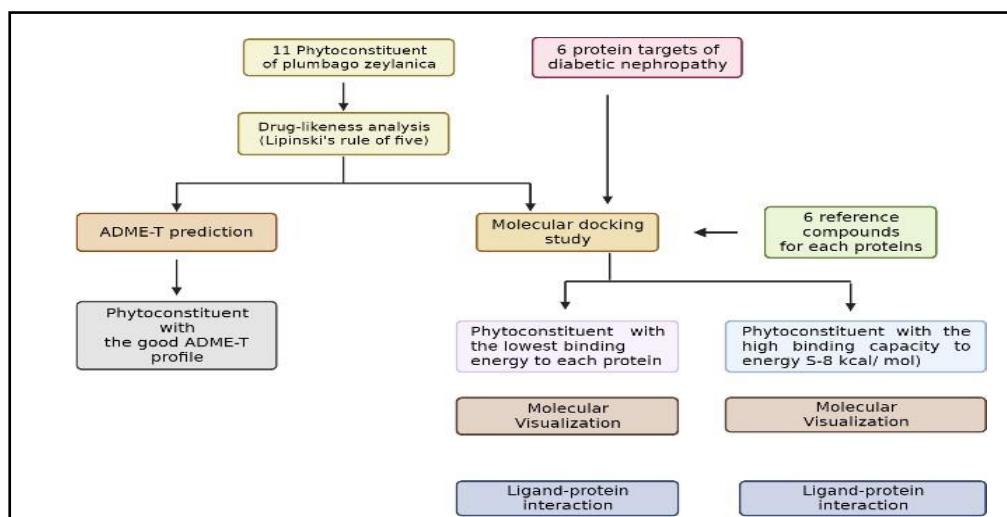 11 Phytoconstituent
of plumbago zeylanica
6 protein targets of
diabetic nephropathy
Drug-likeness analysis
(Lipinski's rule of five)
ADME-T prediction
Molecular docking
study
6 reference
compounds
for each proteins
Phytoconstituent
with
the good ADME-T
profile
Phytoconstituent with
the lowest binding
energy to each protein
Phytoconstituent with the
high binding capacity to
energy S-8 kcal/ mol)
Molecular
Visualization
Molecular
Visualization
Ligand-protein
interaction
Ligand-protein
interaction